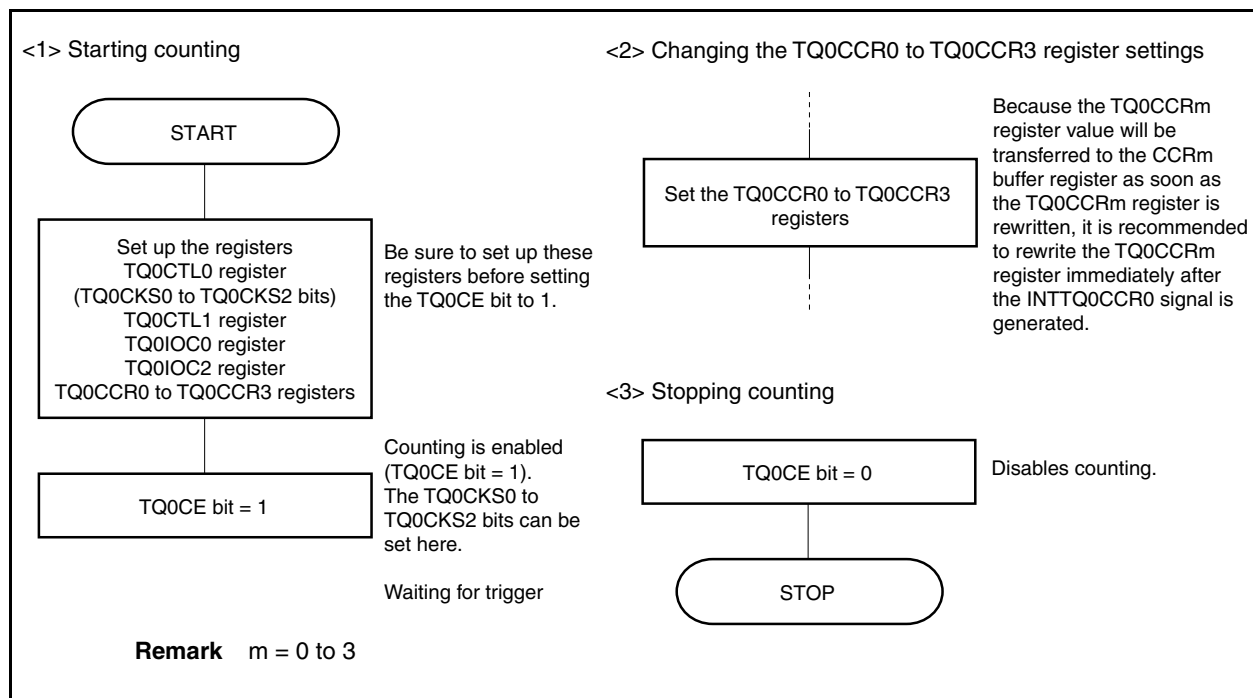 <1> Starting counting
START
Set up the registers
TQ0CTL0 register
(TQ0CKS0 to TQ0CKS2 bits)
TQ0CTL1 register
TQ0IOC0 register
TQ0IOC2 register
TQ0CCR0 to TQ0CCR3 registers
Be sure to set up these
registers before setting
the TQ0CE bit to 1.
TQ0CE bit = 1
Counting is enabled
(TQ0CE bit = 1).
The TQ0CKS0 to
TQ0CKS2 bits can be
set here.
Waiting for trigger
<2> Changing the TQ0CCR0 to TQ0CCR3 register settings
Set the TQ0CCR0 to TQ0CCR3
registers
Because the TQ0CCRm
register value will be
transferred to the CCRm
buffer register as soon as
the TQ0CCRm register is
rewritten, it is recommended
to rewrite the TQ0CCRm
register immediately after
the INTTQ0CCR0 signal is
generated.
<3> Stopping counting
TQ0CE bit = 0
Disables counting.
STOP
Remark m = 0 to 3